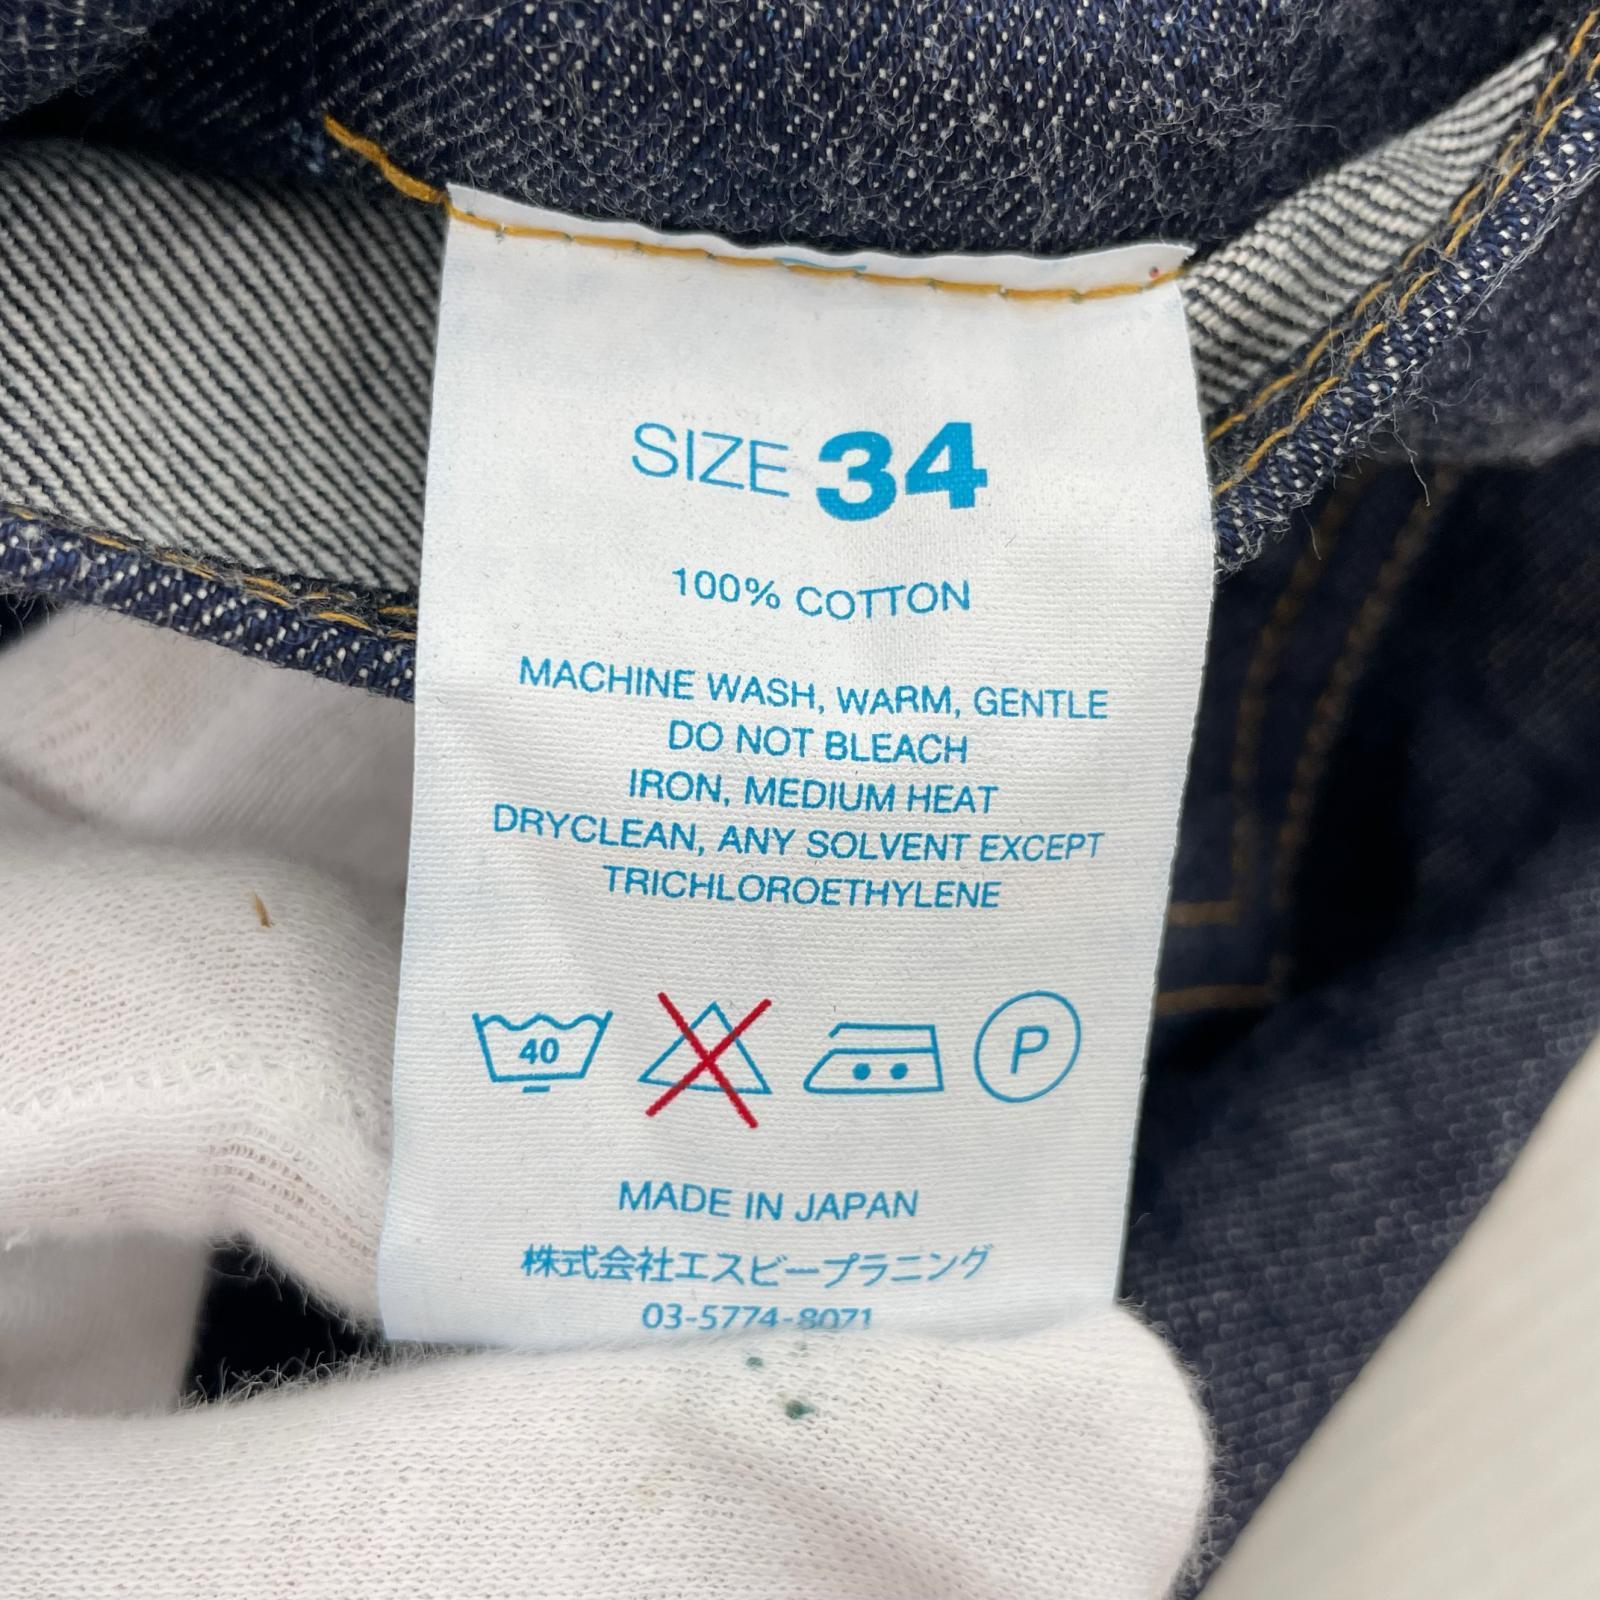 SIZE 34
100% COTTON
MACHINE WASH, WARM, GENTLE
DO NOT BLEACH
IRON, MEDIUM HEAT
DRYCLEAN, ANY SOLVENT EXCEPT
TRICHLOROETHYLENE
40
P
MADE IN JAPAN
株式会社エスビープラニング
03-5774-8071